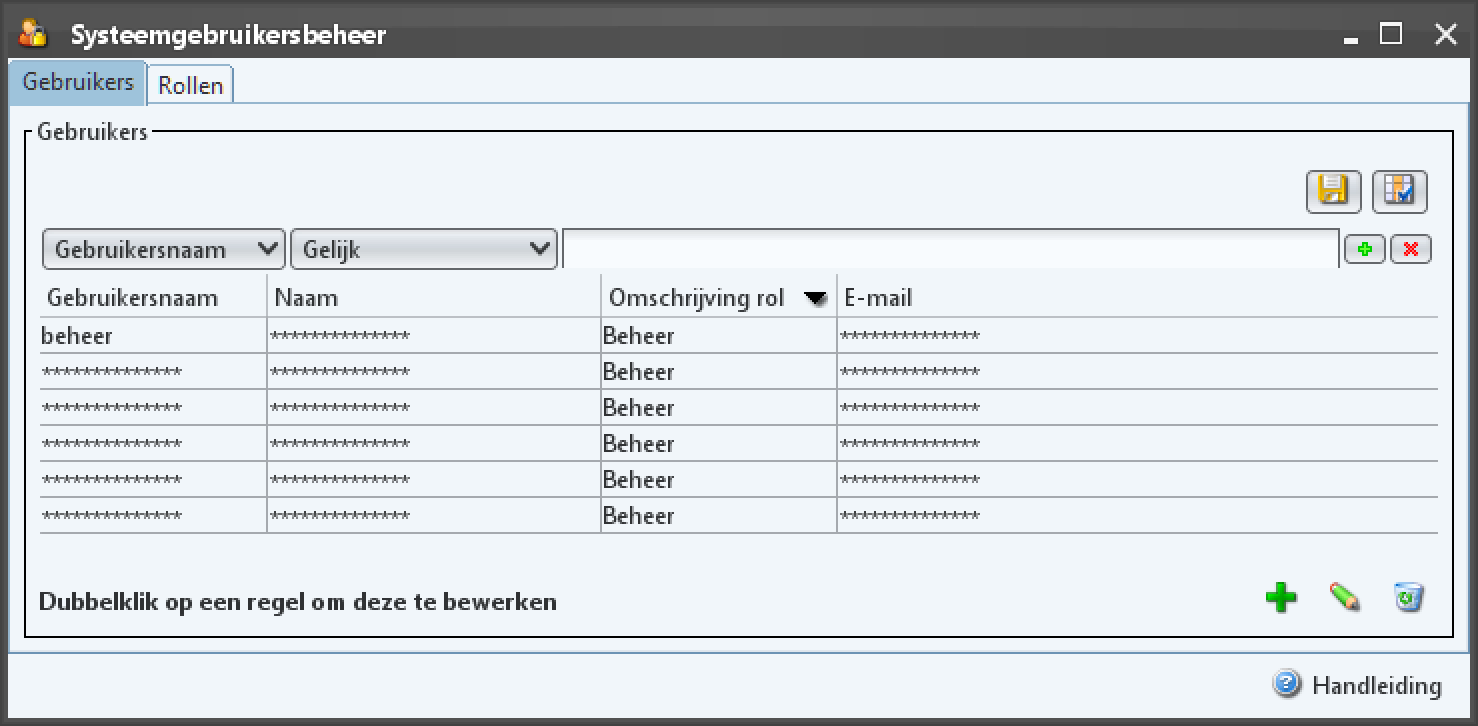 Systeemgebruikersbeheer
Gebruikers Rollen
Gebruikers
Gebruikersnaam Gelijk
Gebruikersnaam Naam Omschrijving rol E-mail
beheer ************** Beheer **************
************** ************** Beheer **************
************** ************** Beheer **************
************** ************** Beheer **************
************** ************** Beheer **************
************** ************** Beheer **************
Dubbelklik op een regel om deze te bewerken
Handleiding